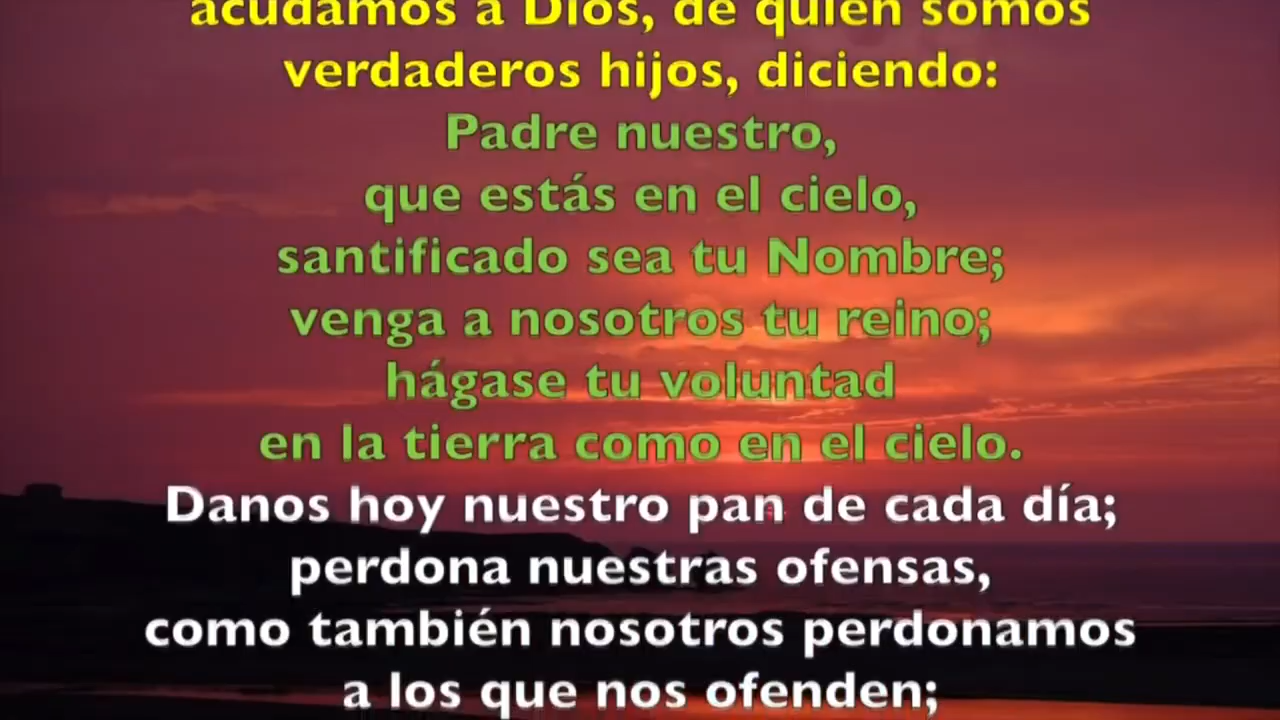 acudamos a Dios, de quien somos
verdaderos hijos, diciendo:
Padre nuestro,
que estás en el cielo,
santificado sea tu Nombre;
venga a nosotros tu reino;
hágase tu voluntad
en la tierra como en el cielo.
Danos hoy nuestro pan de cada día;
perdona nuestras ofensas,
como también nosotros perdonamos
a los que nos ofenden;